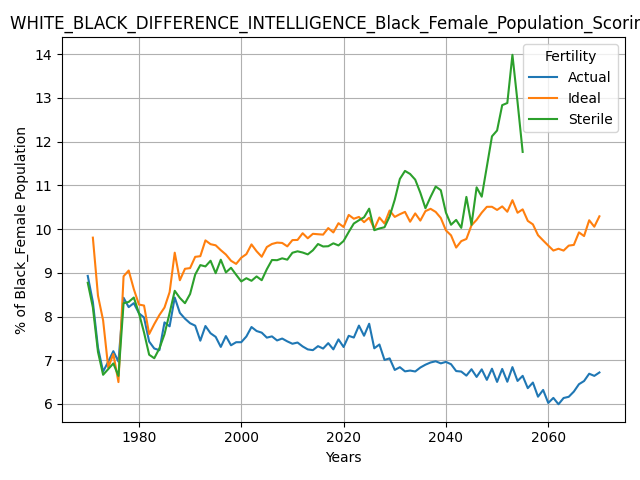 WHITE_BLACK_DIFFERENCE_INTELLIGENCE_Black_Female_Population_Scorin
Fertility
Actual
Ideal
Sterile
% of Black_Female Population
14
13
12
11
10
9
8
7
6
1980 2000 2020 2040 2060
Years